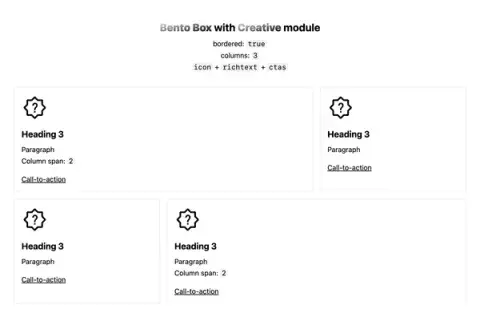 Bento Box with Creative module
bordered: true
columns: 3
icon + richtext + ctas
?
Heading 3
Paragraph
Column span: 2
Call-to-action
?
Heading 3
Paragraph
Call-to-action
?
Heading 3
Paragraph
Call-to-action
?
Heading 3
Paragraph
Column span: 2
Call-to-action